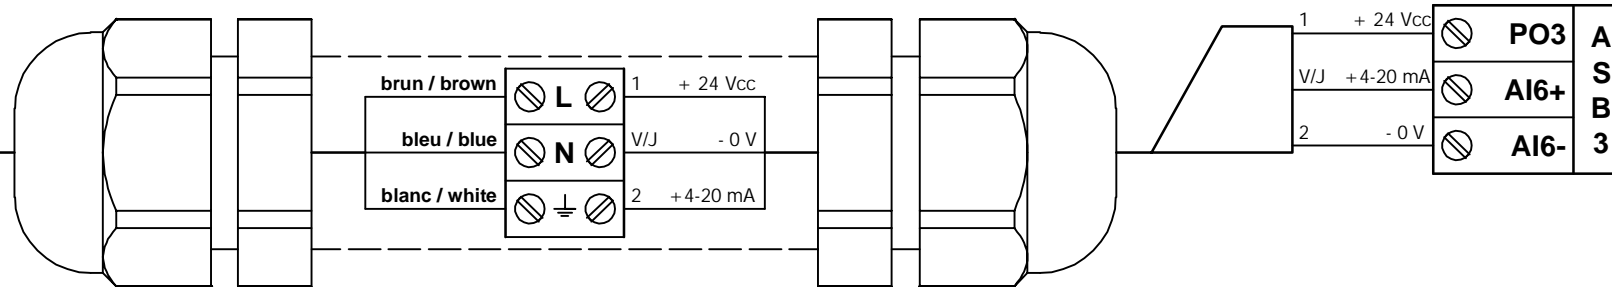 1 + 24 Vcc PO3
V/J +4-20 mA AI6+
2 - 0 V AI6-
A
S
B
3
brun / brown L 1 + 24 Vcc
bleu / blue N V/J - 0 V
blanc / white 2 +4-20 mA